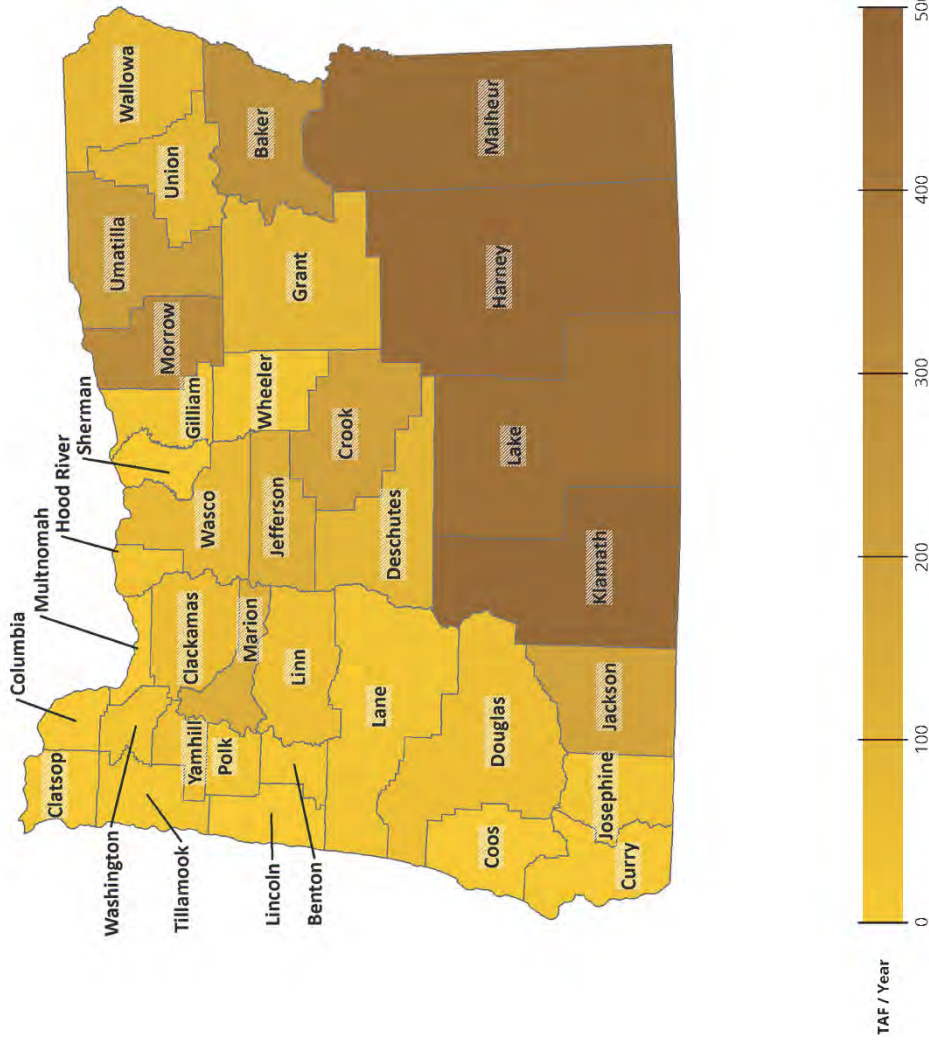 Columbia
Multnomah
Hood River
Sherman
Clatsop
Wallowa
Umatilla
Union
Morrow
Gilliam
Washington
Tillamook
Clackamas
Wasco
Wheeler
Yamhill
Polk
Marion
Jefferson
Baker
Grant
Lincoln
Benton
Linn
Crook
Lane
Deschutes
Coos
Douglas
Lake
Harney
Malheur
Klamath
Jackson
Josephine
Curry
TAF / Year
0
100
200
300
400
500